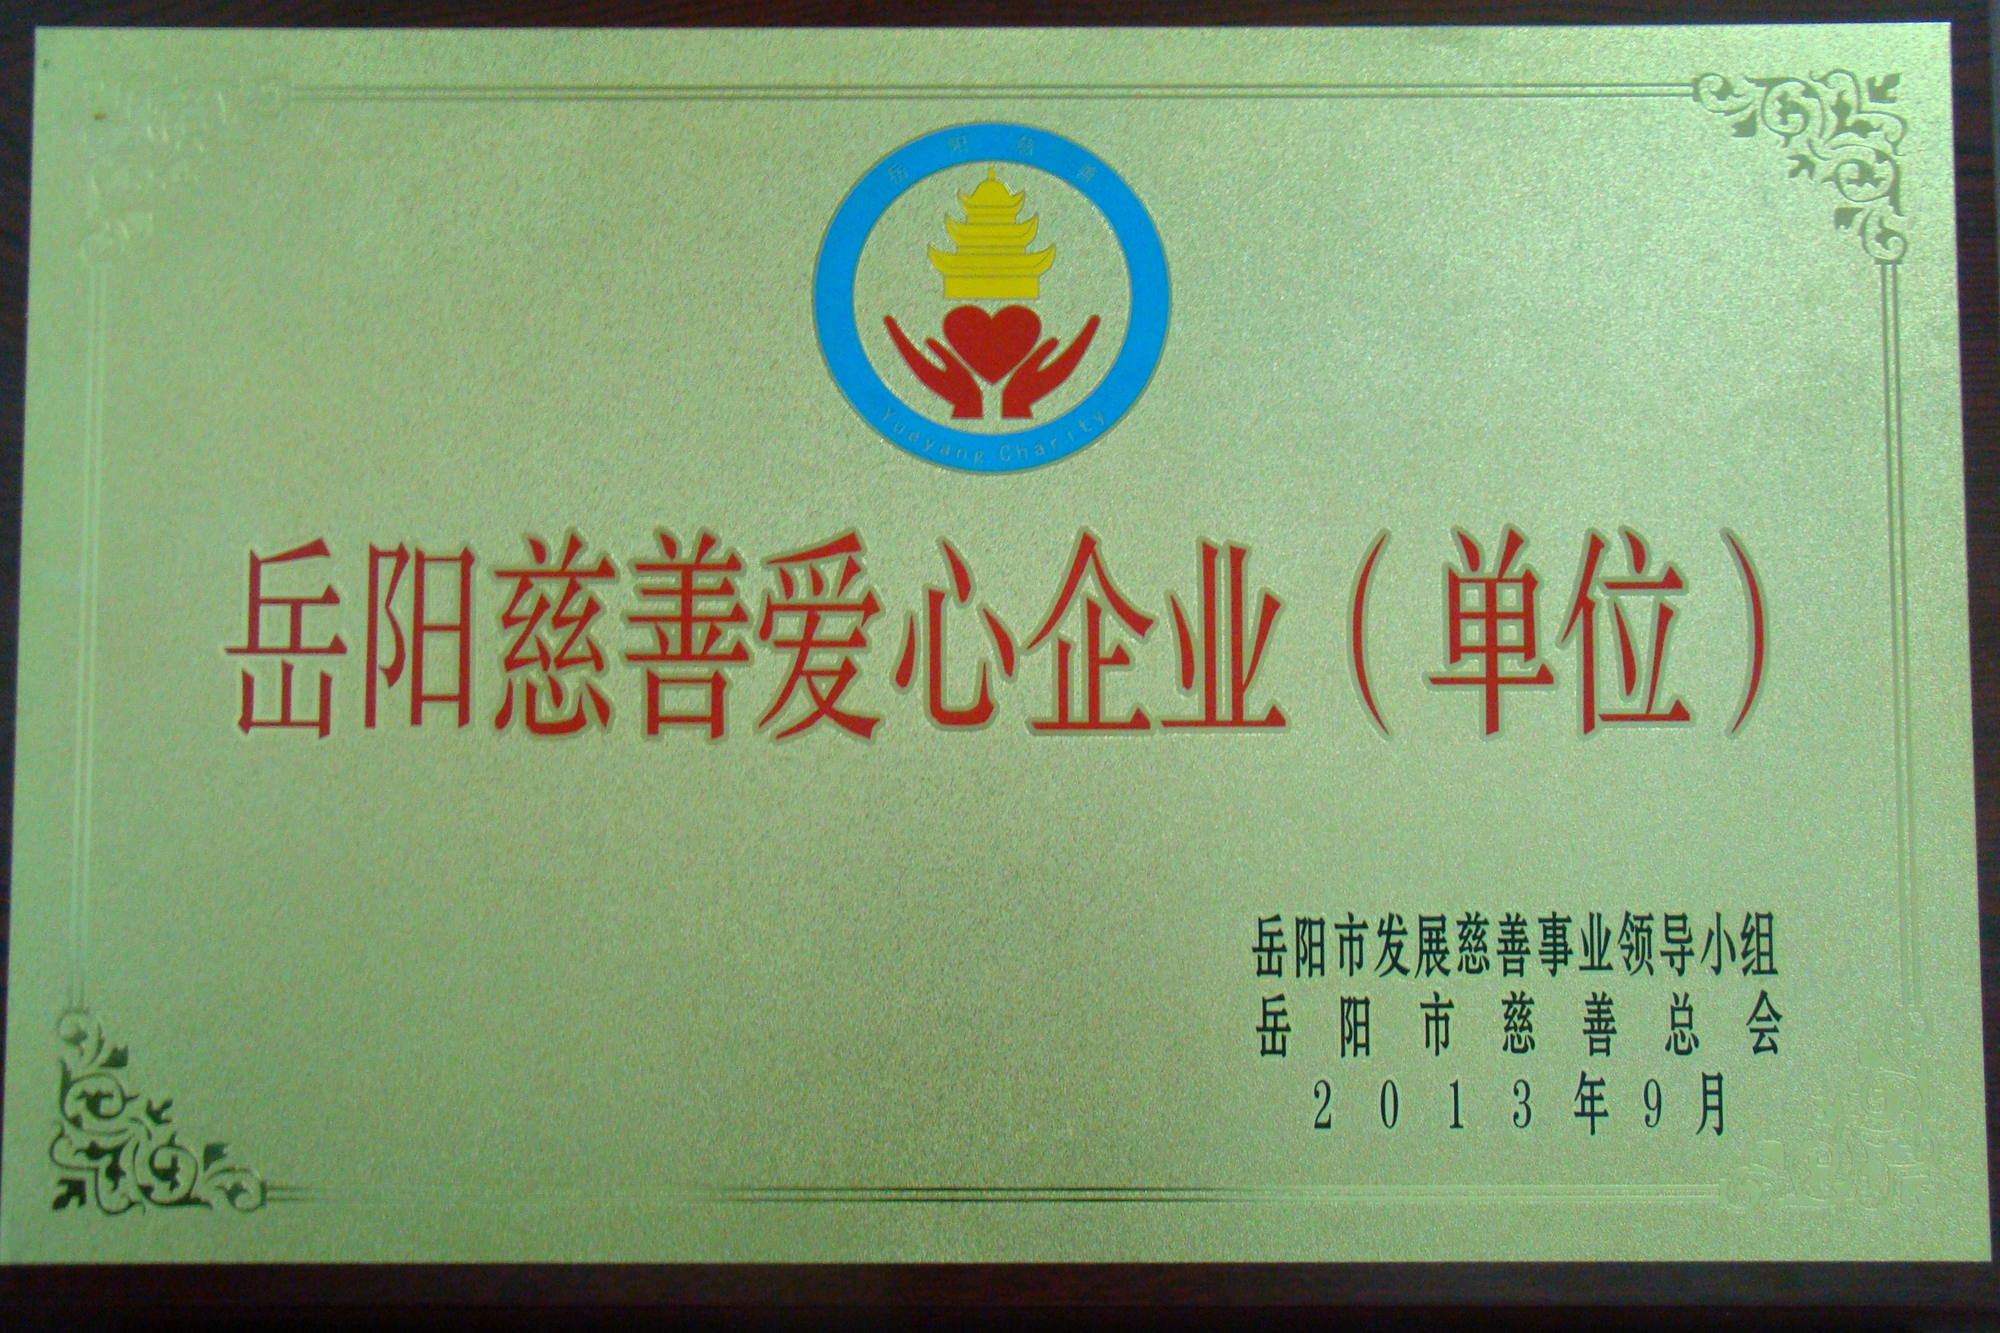 岳阳慈善
Yueyang Charity
岳阳慈善爱心企业（单位）
岳阳市发展慈善事业领导小组
岳阳市慈善总会
2013年9月